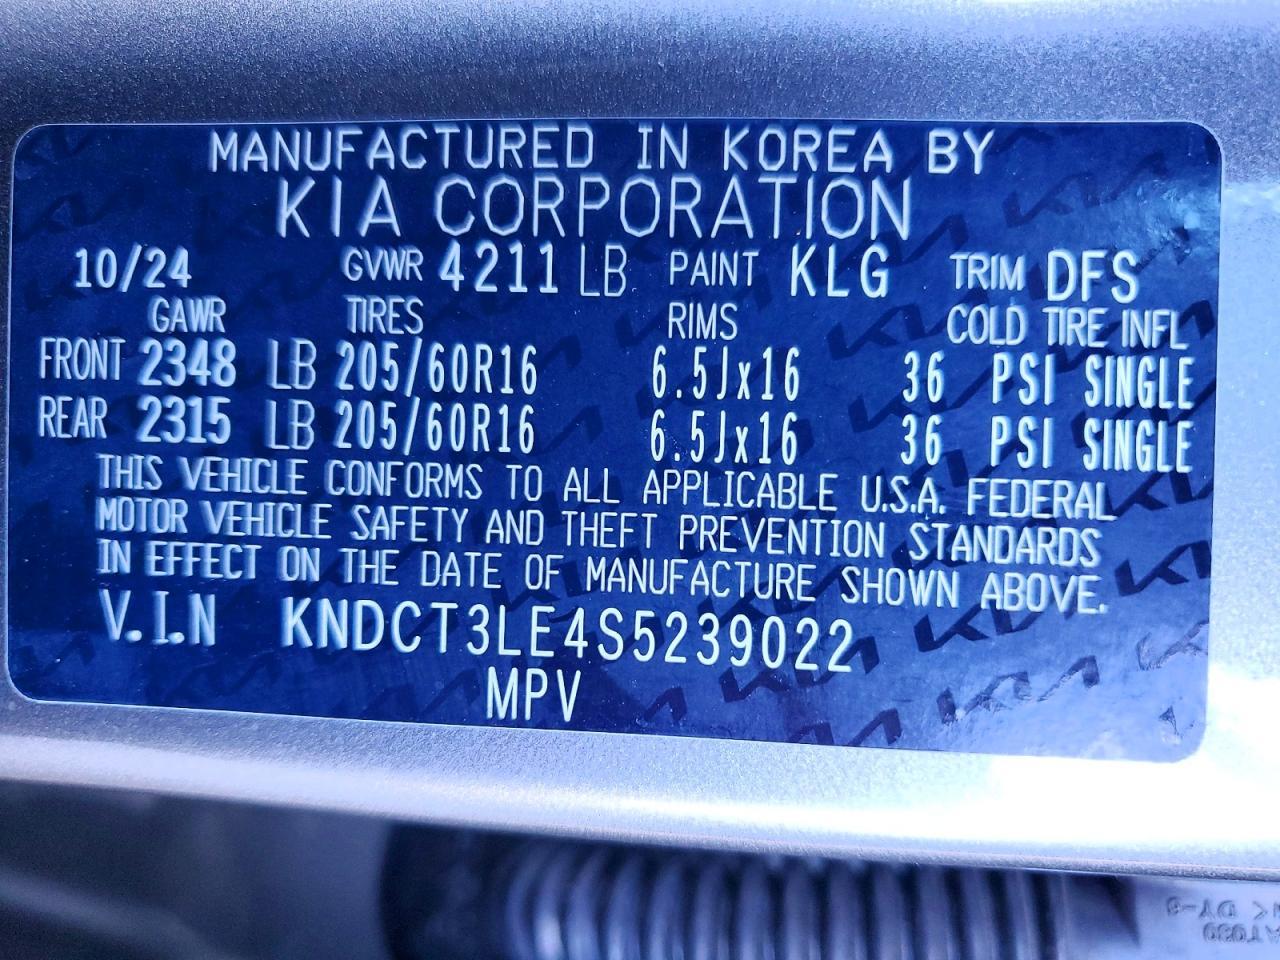 MANUFACTURED IN KOREA BY
KIA CORPORATION
10/24 GVWR 4211 LB PAINT KLG TRIM DFS
GAWR TIRES RIMS COLD TIRE INFL
FRONT 2348 LB 205/60R16 6.5Jx16 36 PSI SINGLE
REAR 2315 LB 205/60R16 6.5Jx16 36 PSI SINGLE
THIS VEHICLE CONFORMS TO ALL APPLICABLE U.S.A. FEDERAL
MOTOR VEHICLE SAFETY AND THEFT PREVENTION STANDARDS
IN EFFECT ON THE DATE OF MANUFACTURE SHOWN ABOVE.
V.I.N KNDCT3LE4S5239022
MPV